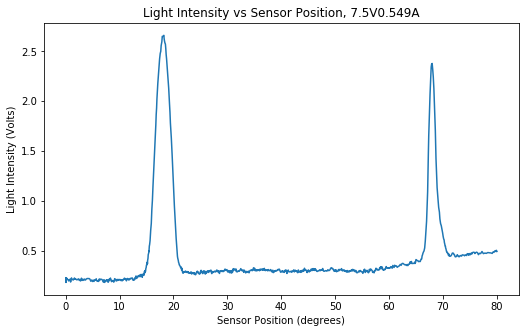 Light Intensity vs Sensor Position, 7.5V0.549A
2.5
2.0
1.5
1.0
0.5
Light Intensity (Volts)
0 10 20 30 40 50 60 70 80
Sensor Position (degrees)